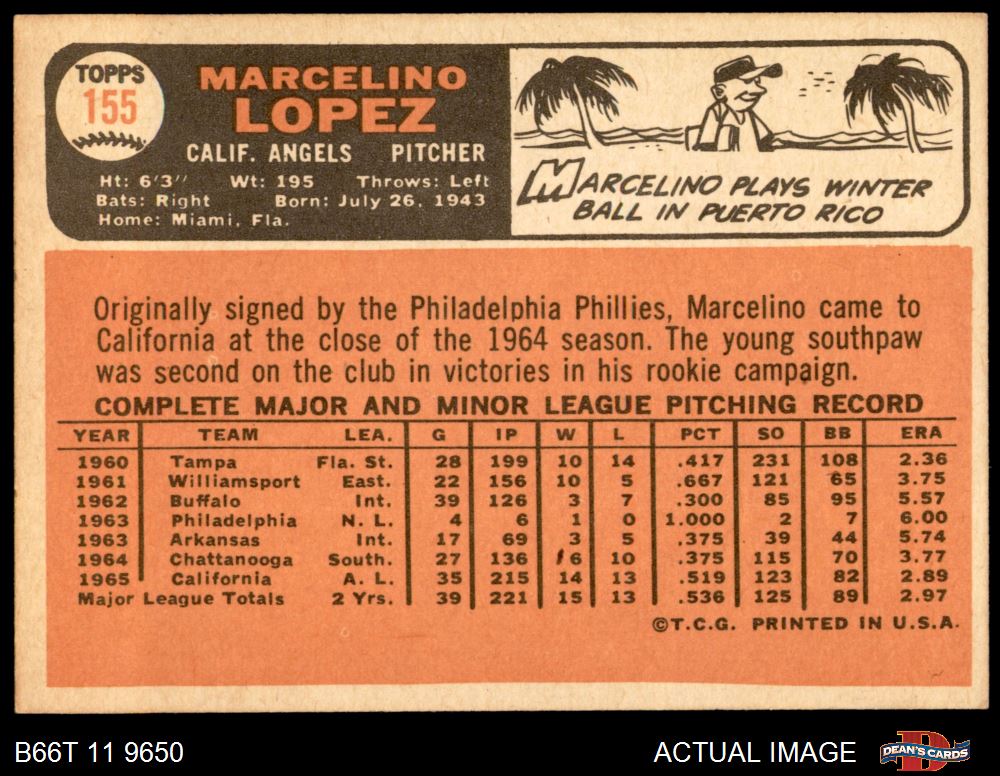 TOPPS
155
MARCELINO
LOPEZ
CALIF. ANGELS PITCHER
Ht: 6'3" Wt: 195 Throws: Left
Bats: Right Born: July 26, 1943
Home: Miami, Fla.
MARCELINO PLAYS WINTER
BALL IN PUERTO RICO
Originally signed by the Philadelphia Phillies, Marcelino came to
California at the close of the 1964 season. The young southpaw
was second on the club in victories in his rookie campaign.
COMPLETE MAJOR AND MINOR LEAGUE PITCHING RECORD
YEAR TEAM LEA. G IP W L PCT SO BB ERA
1960 Tampa Fla. St. 28 199 10 14 .417 231 108 2.36
1961 Williamsport East. 22 156 10 5 .667 121 65 3.75
1962 Buffalo Int. 39 126 3 7 .300 85 95 5.57
1963 Philadelphia N. L. 4 6 1 0 1.000 2 7 6.00
1963 Arkansas Int. 17 69 3 5 .375 39 44 5.74
1964 Chattanooga South. 27 136 6 10 .375 115 70 3.77
1965 California A. L. 35 215 14 13 .519 123 82 2.89
Major League Totals 2 Yrs. 39 221 15 13 .536 125 89 2.97
©T.C.G. PRINTED IN U.S.A.
B66T 11 9650
ACTUAL IMAGE
DEAN'S CARDS